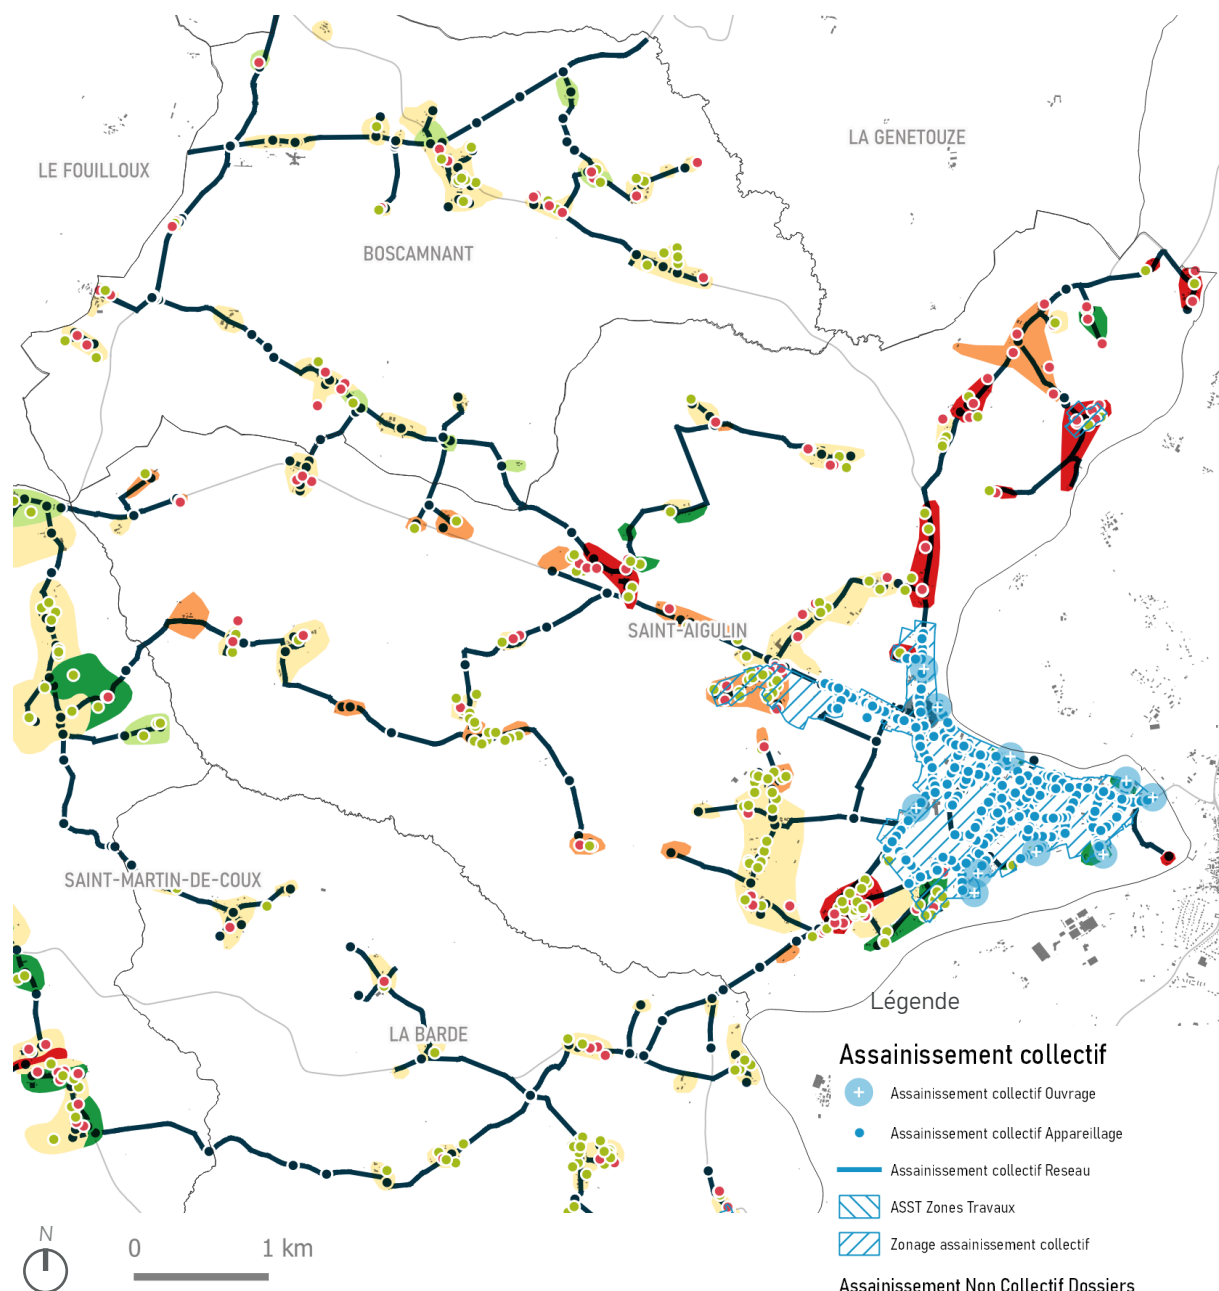 LA GENETOUZE
LE FOUILLOUX
BOSCAMNANT
SAINT-AIGULIN
SAINT-MARTIN-DE-COUX
LA BARDE
Légende
Assainissement collectif
Assainissement collectif Ouvrage
Assainissement collectif Appareillage
Assainissement collectif Reseau
ASST Zones Travaux
Zonage assainissement collectif
Assainissement Non Collectif Dossiers
N
0 1 km